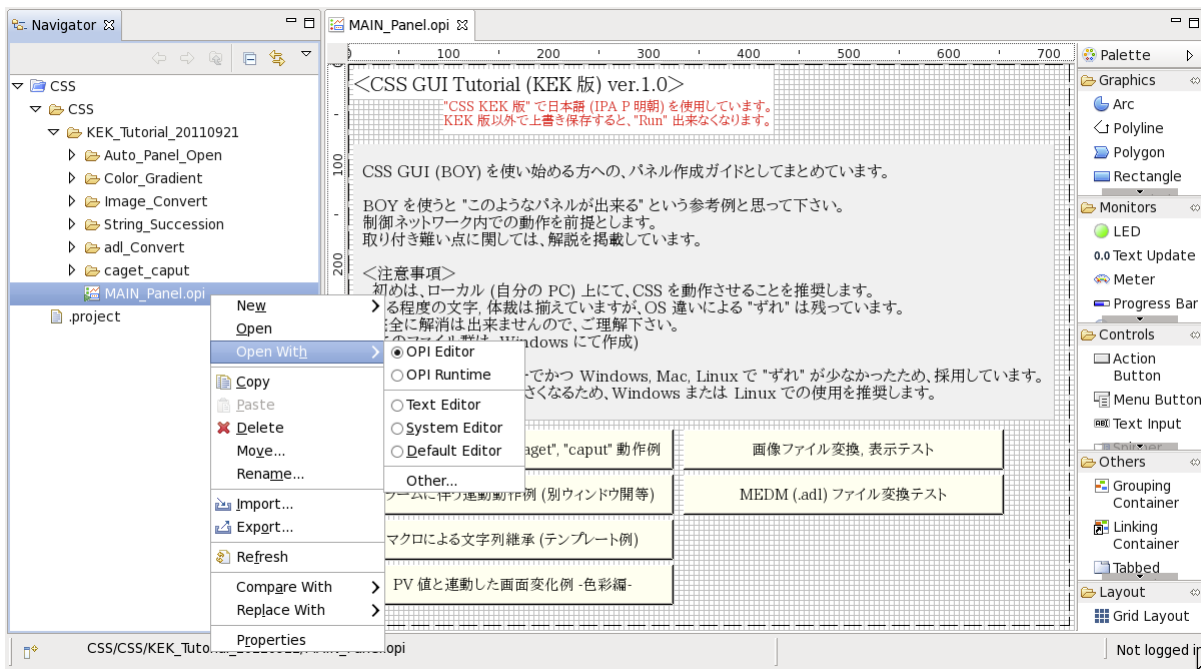 Navigator
CSS
CSS
KEK_Tutorial_20110921
Auto_Panel_Open
Color_Gradient
Image_Convert
String_Succession
adl_Convert
caget_caput
MAIN_Panel.opi
.project
New
Open
Open With
Copy
Paste
Delete
Move...
Rename...
Import...
Export...
Refresh
Compare With
Replace With
Properties
OPI Editor
OPI Runtime
Text Editor
System Editor
Default Editor
Other...
MAIN_Panel.opi
100 200 300 400 500 600 700
100
200
<CSS GUI Tutorial (KEK 版) ver.1.0>
"CSS KEK 版" で日本語 (IPA P 明朝) を使用しています。
KEK 版以外で上書き保存すると、"Run" 出来なくなります。
CSS GUI (BOY) を使い始める方への、パネル作成ガイドとしてまとめています。
BOY を使うと "このようなパネルが出来る" という参考例と思って下さい。
制御ネットワーク内での動作を前提とします。
取り付き難い点に関しては、解説を掲載しています。
<注意事項>
初めは、ローカル (自分の PC) 上にて、CSS を動作させることを推奨します。
る程度の文字, 体裁は揃えていますが、OS 違いによる "ずれ" は残っています。
全に解消は出来ませんので、ご理解下さい。
Windows にて作成)
でかつ Windows, Mac, Linux で "ずれ" が少なかったため、採用しています。
さくなるため、Windows または Linux での使用を推奨します。
aget", "caput" 動作例
画像ファイル変換, 表示テスト
ラームに伴う連動動作例 (別ウィンドウ開等)
MEDM (.adl) ファイル変換テスト
マクロによる文字列継承 (テンプレート例)
PV 値と連動した画面変化例 -色彩編-
Palette
Graphics
Arc
Polyline
Polygon
Rectangle
Monitors
LED
0.0 Text Update
Meter
Progress Bar
Controls
Action
Button
Menu Button
Text Input
Spinner
Others
Grouping
Container
Linking
Container
Tabbed
Layout
Grid Layout
Not logged i